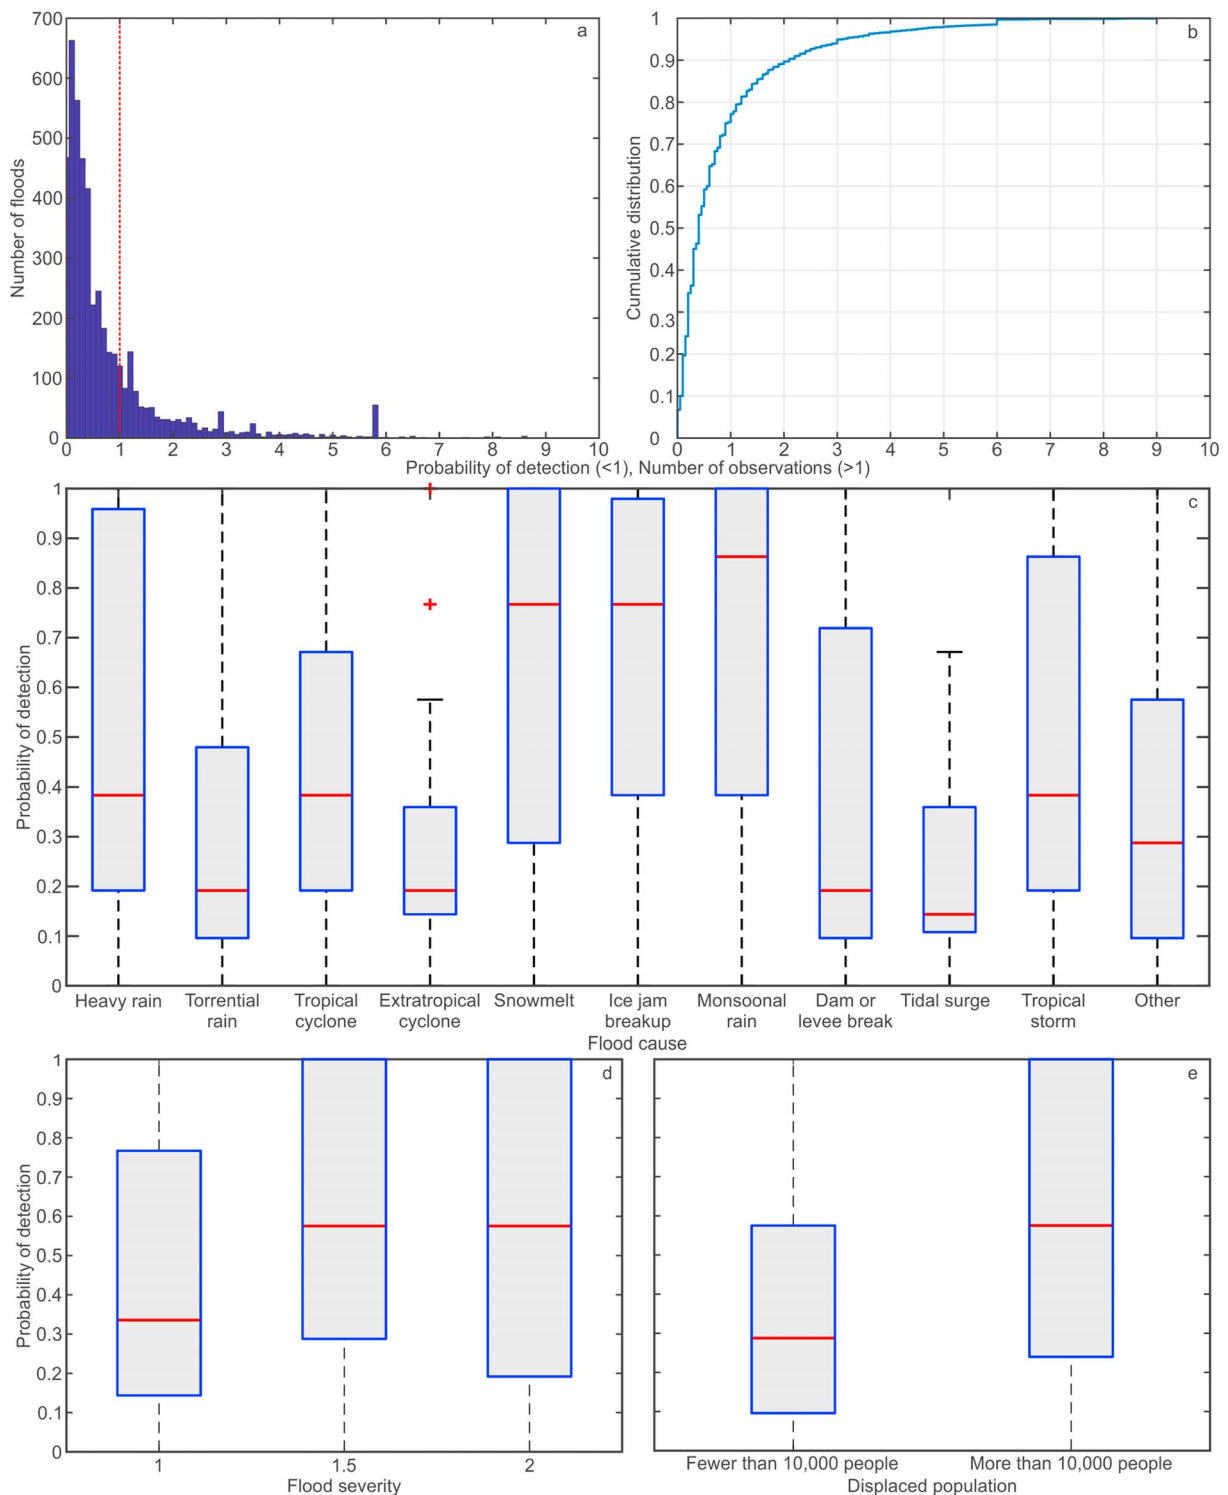 a
700
600
500
400
300
200
100
0
Number of floods
0 1 2 3 4 5 6 7 8 9 10
b
1
0.9
0.8
0.7
0.6
0.5
0.4
0.3
0.2
0.1
0
Cumulative distribution
0 1 2 3 4 5 6 7 8 9 10
Probability of detection (<1), Number of observations (>1)
c
1
0.9
0.8
0.7
0.6
0.5
0.4
0.3
0.2
0.1
0
Probability of detection
Heavy rain
Torrential
rain
Tropical
cyclone
Extratropical
cyclone
Snowmelt
Ice jam
breakup
Monsoonal
rain
Dam or
levee break
Tidal surge
Tropical
storm
Other
Flood cause
d
1
0.9
0.8
0.7
0.6
0.5
0.4
0.3
0.2
0.1
0
Probability of detection
1 1.5 2
Flood severity
e
Fewer than 10,000 people
More than 10,000 people
Displaced population